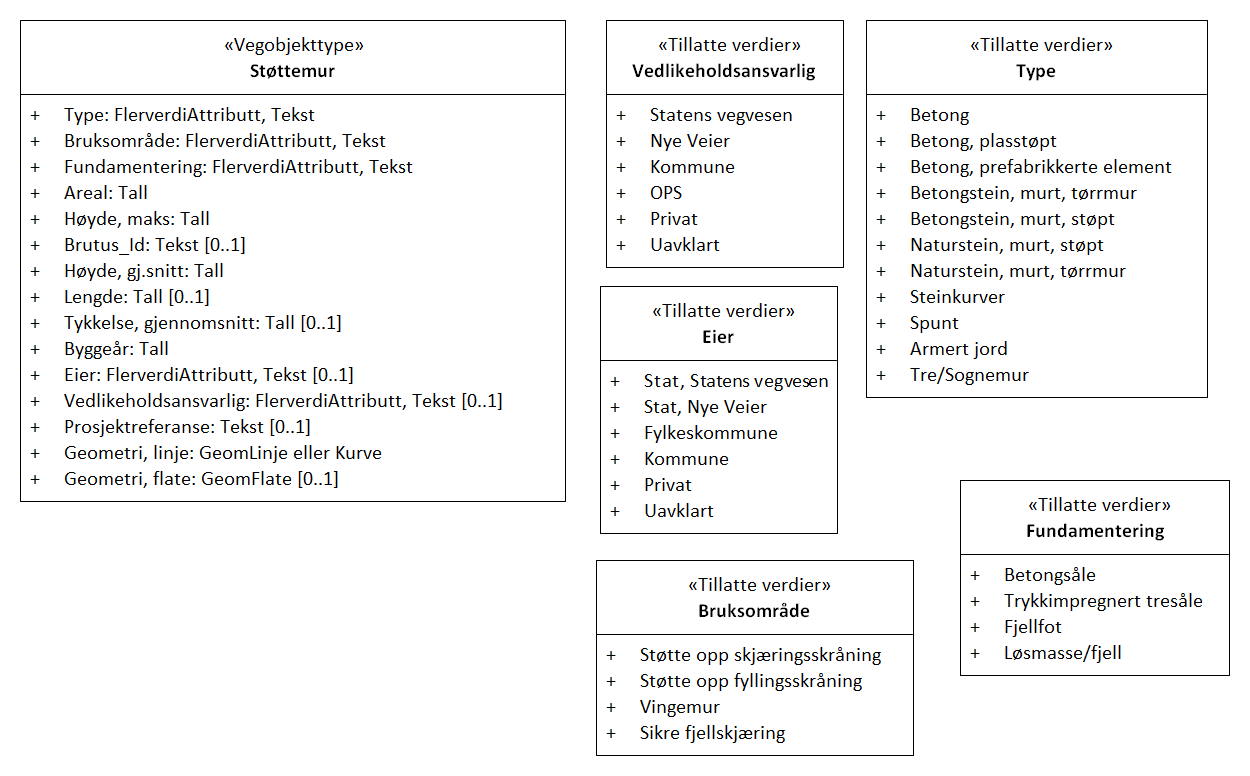 «Vegobjekttype»
Støttemur
+ Type: FlerverdiAttributt, Tekst
+ Bruksområde: FlerverdiAttributt, Tekst
+ Fundamentering: FlerverdiAttributt, Tekst
+ Areal: Tall
+ Høyde, maks: Tall
+ Brutus_Id: Tekst [0..1]
+ Høyde, gj.snitt: Tall
+ Lengde: Tall [0..1]
+ Tykkelse, gjennomsnitt: Tall [0..1]
+ Byggeår: Tall
+ Eier: FlerverdiAttributt, Tekst [0..1]
+ Vedlikeholdsansvarlig: FlerverdiAttributt, Tekst [0..1]
+ Prosjektreferanse: Tekst [0..1]
+ Geometri, linje: GeomLinje eller Kurve
+ Geometri, flate: GeomFlate [0..1]
«Tillatte verdier»
Vedlikeholdsansvarlig
+ Statens vegvesen
+ Nye Veier
+ Kommune
+ OPS
+ Privat
+ Uavklart
«Tillatte verdier»
Type
+ Betong
+ Betong, plasstøpt
+ Betong, prefabrikkerte element
+ Betongstein, murt, tørrmur
+ Betongstein, murt, støpt
+ Naturstein, murt, støpt
+ Naturstein, murt, tørrmur
+ Steinkurver
+ Spunt
+ Armert jord
+ Tre/Sognemur
«Tillatte verdier»
Eier
+ Stat, Statens vegvesen
+ Stat, Nye Veier
+ Fylkeskommune
+ Kommune
+ Privat
+ Uavklart
«Tillatte verdier»
Fundamentering
+ Betongsåle
+ Trykkimpregnert tresåle
+ Fjellfot
+ Løsmasse/fjell
«Tillatte verdier»
Bruksområde
+ Støtte opp skjæringsskråning
+ Støtte opp fyllingsskråning
+ Vingemur
+ Sikre fjellskjæring